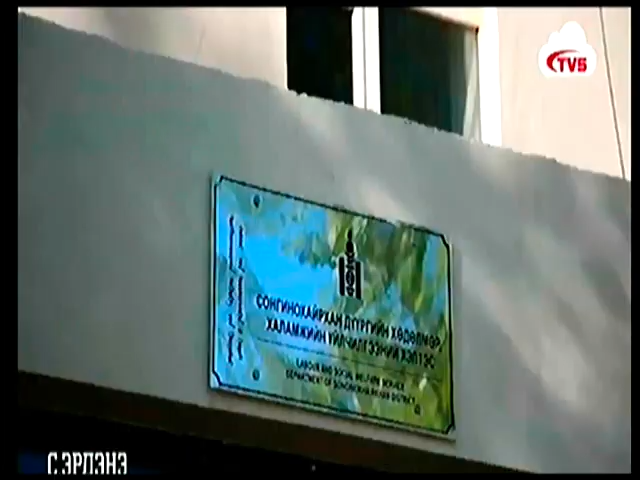 TV5
СОНГИНОХАЙРХАН ДҮҮРГИЙН ХӨДӨЛМӨР,
ХАЛАМЖИЙН ҮЙЛЧИЛГЭЭНИЙ ХЭЛТЭС
LABOUR AND SOCIAL WELFARE SERVICE
DEPARTMENT OF SONGINOKHAIRKHAN DISTRICT
С.ЭРДЭНЭ